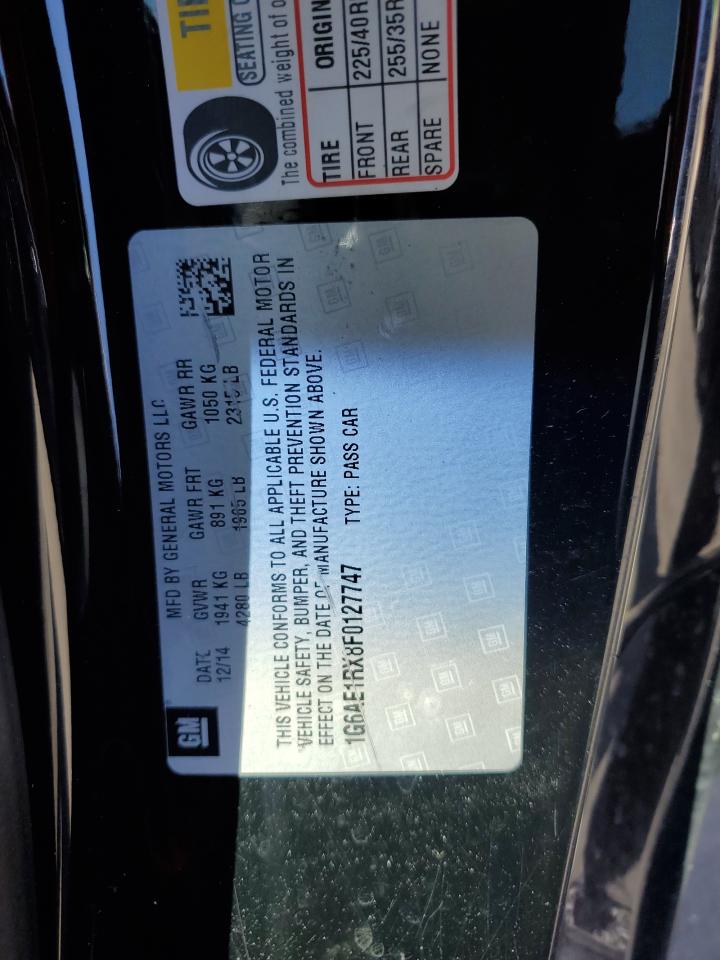 MFD BY GENERAL MOTORS LLC
DATE GVWR GAWR FRT GAWR RR
12/14 1941 KG 891 KG 1050 KG
4280 LB 1965 LB 2315 LB
GM
THIS VEHICLE CONFORMS TO ALL APPLICABLE U.S. FEDERAL MOTOR
VEHICLE SAFETY, BUMPER, AND THEFT PREVENTION STANDARDS IN
EFFECT ON THE DATE OF MANUFACTURE SHOWN ABOVE.
1G6AE1RX8F0127747 TYPE: PASS CAR
TIR
SEATING C
The combined weight of o
TIRE ORIGIN
FRONT 225/40R
REAR 255/35R
SPARE NONE